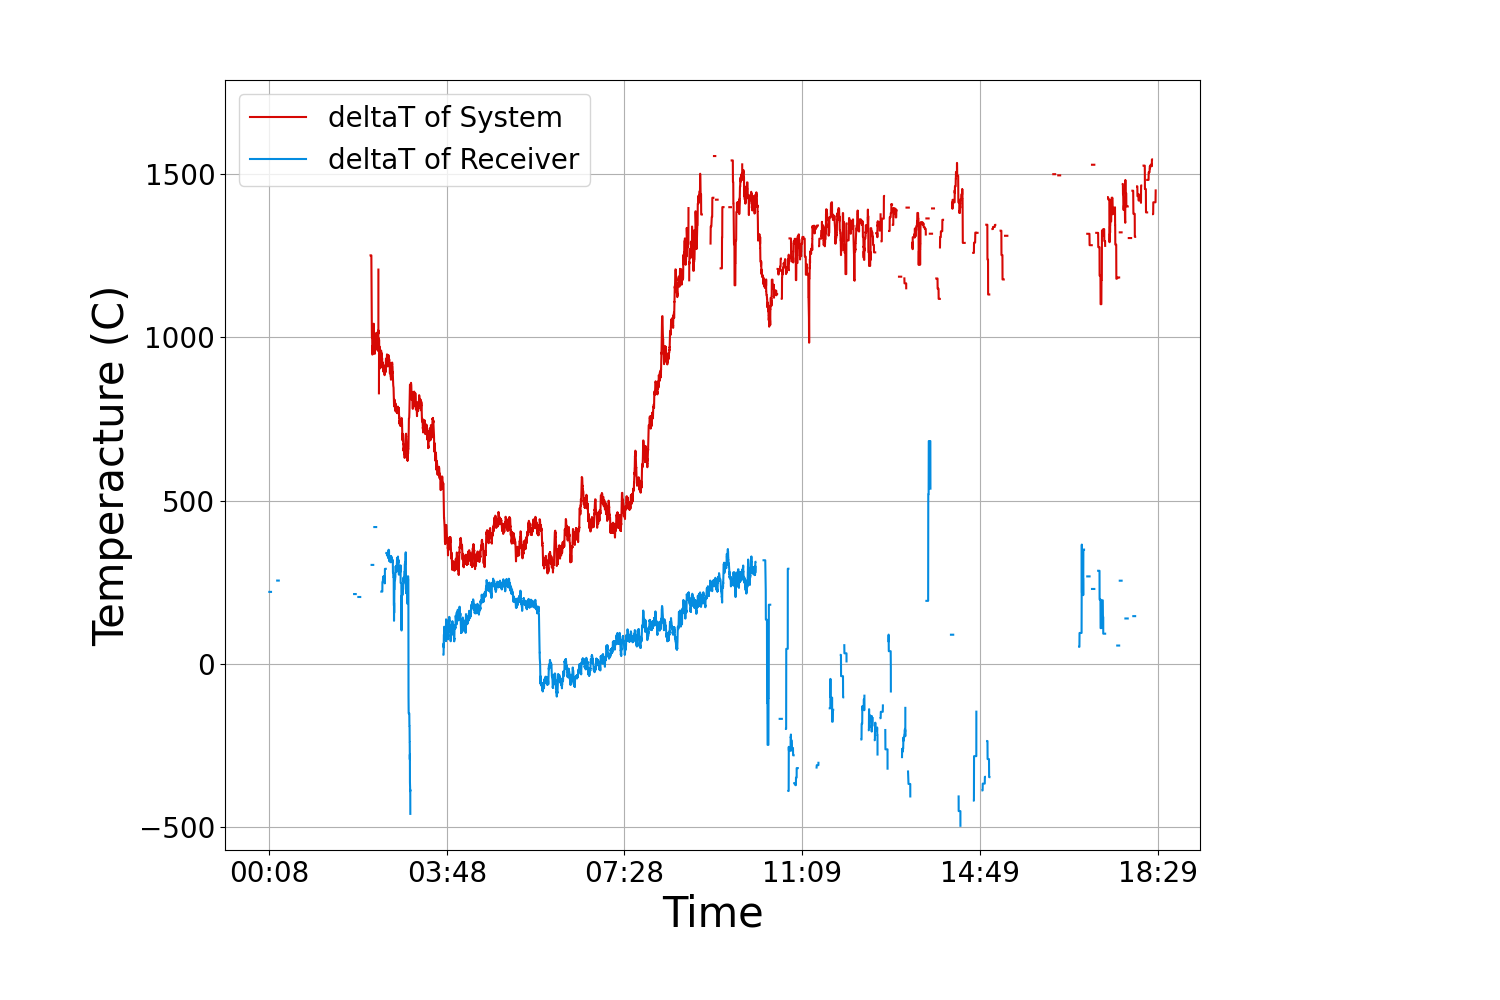 deltaT of System
deltaT of Receiver
1500
1000
500
0
−500
Temperacture (C)
00:08 03:48 07:28 11:09 14:49 18:29
Time